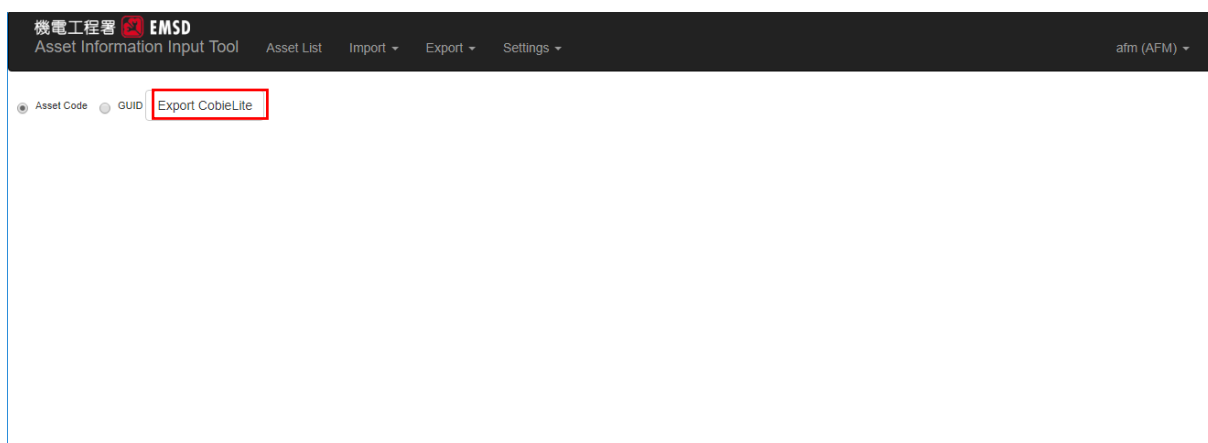 機電工程署 EMSD
Asset Information Input Tool Asset List Import Export Settings afm (AFM)
Asset Code GUID Export CobieLite